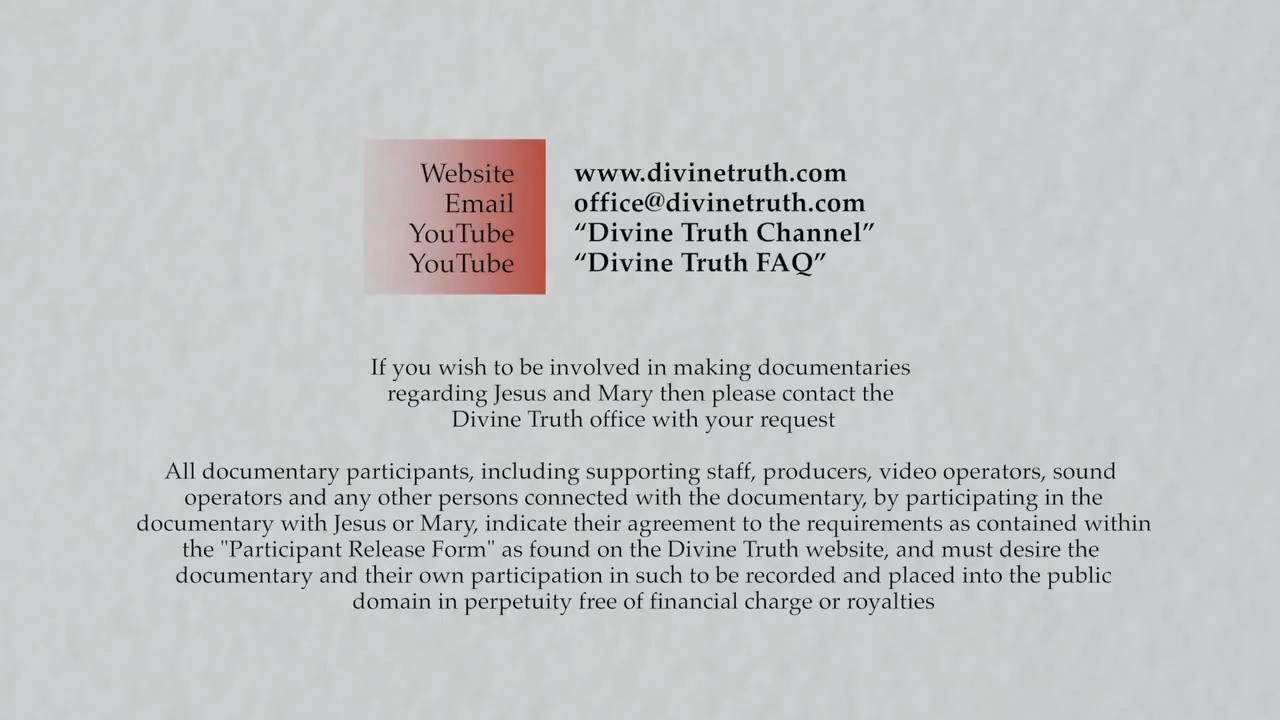 Website www.divinetruth.com
Email office@divinetruth.com
YouTube “Divine Truth Channel”
YouTube “Divine Truth FAQ”
If you wish to be involved in making documentaries
regarding Jesus and Mary then please contact the
Divine Truth office with your request
All documentary participants, including supporting staff, producers, video operators, sound
operators and any other persons connected with the documentary, by participating in the
documentary with Jesus or Mary, indicate their agreement to the requirements as contained within
the "Participant Release Form" as found on the Divine Truth website, and must desire the
documentary and their own participation in such to be recorded and placed into the public
domain in perpetuity free of financial charge or royalties